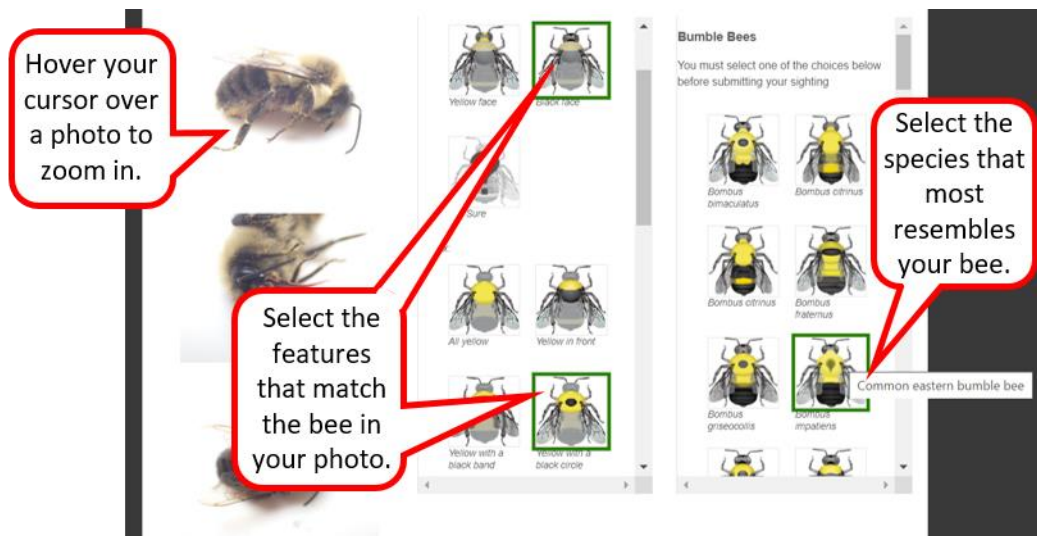 Hover your
cursor over
a photo to
zoom in.
Yellow face
Black face
Sure
All yellow
Yellow in front
Yellow with a
black band
Yellow with a
black circle
Select the
features
that match
the bee in
your photo.
Bumble Bees
You must select one of the choices below
before submitting your sighting
Bombus
bimaculatus
Bombus citrinus
Bombus citrinus
Bombus
fraternus
Bombus
griseocollis
Bombus
impatiens
Common eastern bumble bee
Select the
species that
most
resembles
your bee.